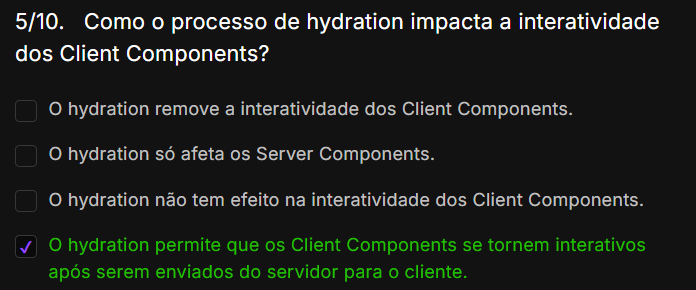 5/10. Como o processo de hydration impacta a interatividade
dos Client Components?
O hydration remove a interatividade dos Client Components.
O hydration só afeta os Server Components.
O hydration não tem efeito na interatividade dos Client Components.
O hydration permite que os Client Components se tornem interativos
após serem enviados do servidor para o cliente.